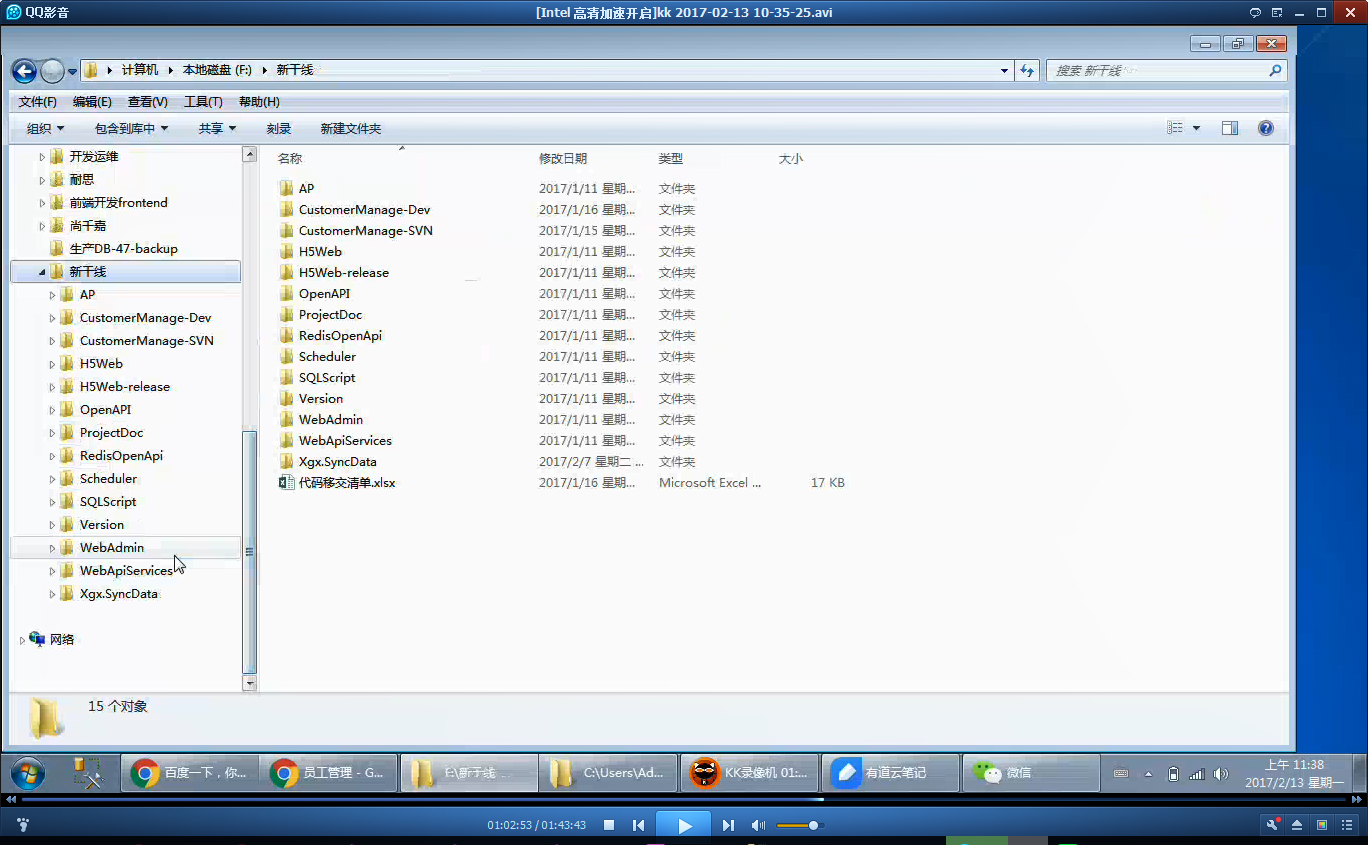 QQ影音
[Intel 高清加速开启]kk 2017-02-13 10-35-25.avi
计算机 本地磁盘 (F:) 新干线
搜索 新干线
文件(F) 编辑(E) 查看(V) 工具(T) 帮助(H)
组织 包含到库中 共享 刻录 新建文件夹
开发运维
耐思
前端开发frontend
尚千嘉
生产DB-47-backup
新干线
AP
CustomerManage-Dev
CustomerManage-SVN
H5Web
H5Web-release
OpenAPI
ProjectDoc
RedisOpenApi
Scheduler
SQLScript
Version
WebAdmin
WebApiServices
Xgx.SyncData
网络
名称 修改日期 类型 大小
AP 2017/1/11 星期... 文件夹
CustomerManage-Dev 2017/1/16 星期... 文件夹
CustomerManage-SVN 2017/1/15 星期... 文件夹
H5Web 2017/1/11 星期... 文件夹
H5Web-release 2017/1/11 星期... 文件夹
OpenAPI 2017/1/11 星期... 文件夹
ProjectDoc 2017/1/11 星期... 文件夹
RedisOpenApi 2017/1/11 星期... 文件夹
Scheduler 2017/1/11 星期... 文件夹
SQLScript 2017/1/11 星期... 文件夹
Version 2017/1/11 星期... 文件夹
WebAdmin 2017/1/11 星期... 文件夹
WebApiServices 2017/1/11 星期... 文件夹
Xgx.SyncData 2017/2/7 星期二 ... 文件夹
代码移交清单.xlsx 2017/1/16 星期... Microsoft Excel ... 17 KB
15 个对象
百度一下，你... 员工管理 - G... F:\新干线 C:\Users\Ad... KK录像机 01:... 有道云笔记 微信
上午 11:38
2017/2/13 星期一
01:02:53 / 01:43:43